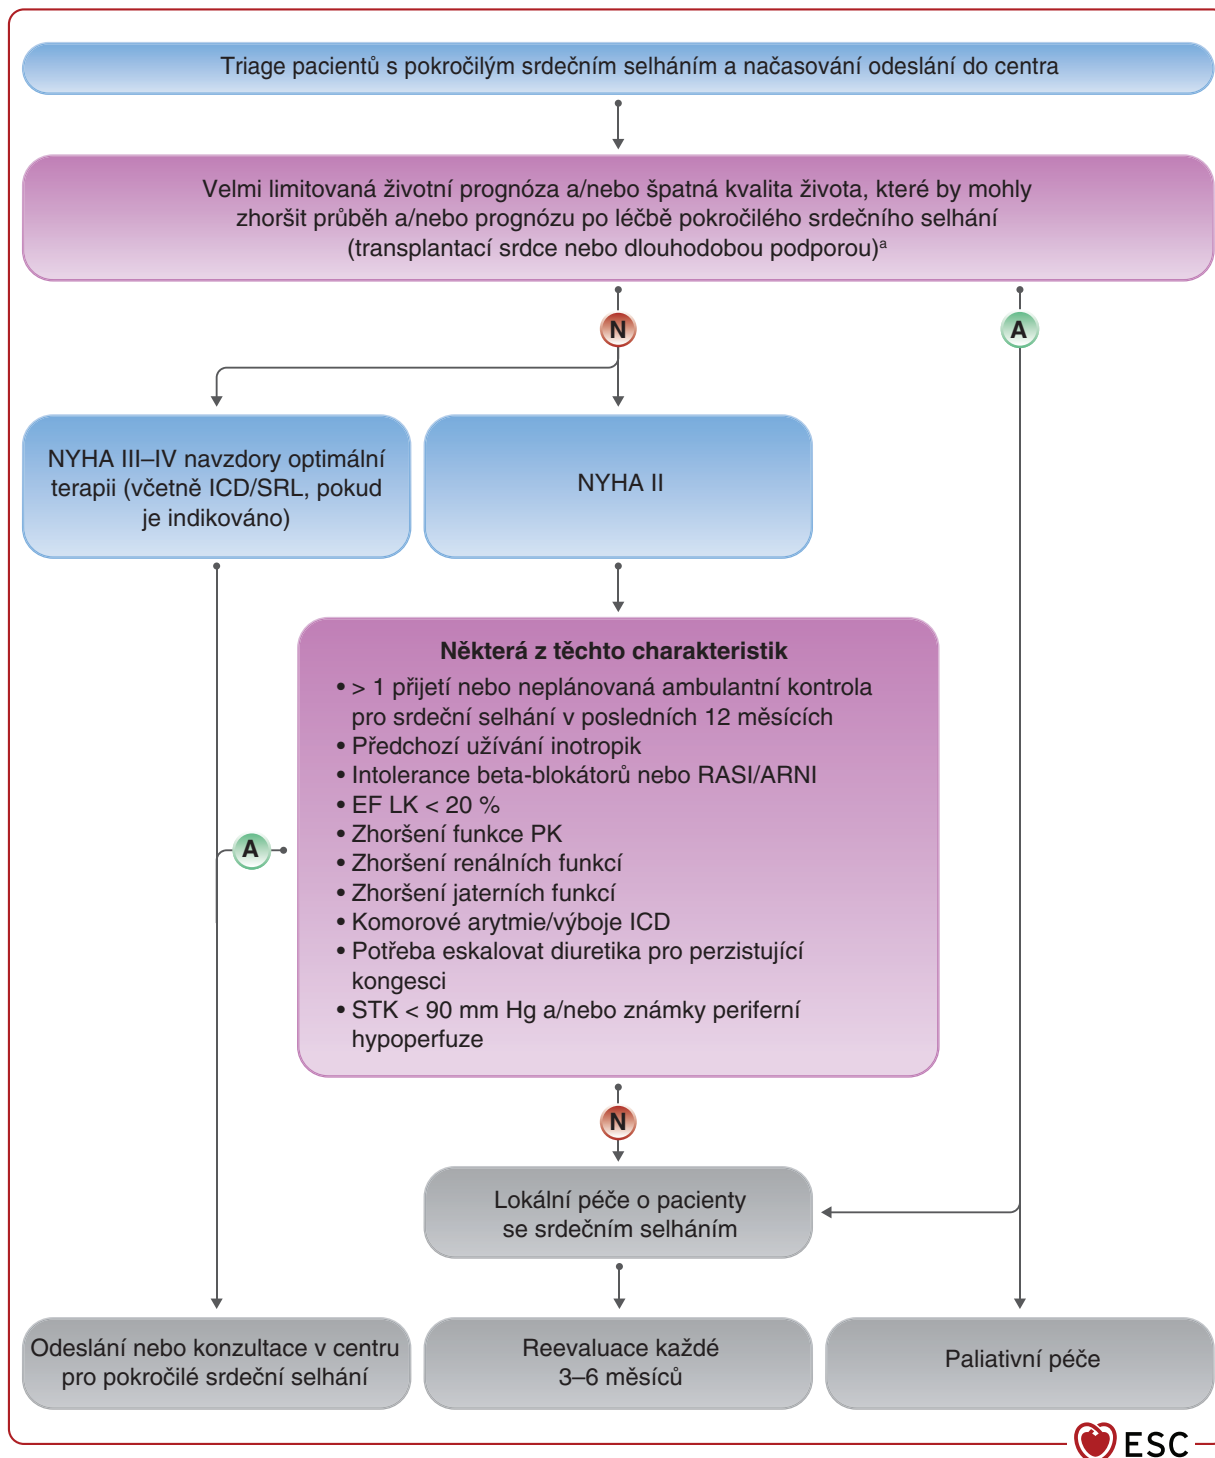 Triage pacientů s pokročilým srdečním selháním a načasování odeslání do centra
Velmi limitovaná životní prognóza a/nebo špatná kvalita života, které by mohly
zhoršit průběh a/nebo prognózu po léčbě pokročilého srdečního selhání
(transplantací srdce nebo dlouhodobou podporou)ᵃ
N
A
NYHA III–IV navzdory optimální
terapii (včetně ICD/SRL, pokud
je indikováno)
NYHA II
Některá z těchto charakteristik
• > 1 přijetí nebo neplánovaná ambulantní kontrola
pro srdeční selhání v posledních 12 měsících
• Předchozí užívání inotropik
• Intolerance beta-blokátorů nebo RASI/ARNI
• EF LK < 20 %
• Zhoršení funkce PK
• Zhoršení renálních funkcí
• Zhoršení jaterních funkcí
• Komorové arytmie/výboje ICD
• Potřeba eskalovat diuretika pro perzistující
kongesci
• STK < 90 mm Hg a/nebo známky periferní
hypoperfuze
A
N
Lokální péče o pacienty
se srdečním selháním
Odeslání nebo konzultace v centru
pro pokročilé srdeční selhání
Reevaluace každé
3–6 měsíců
Paliativní péče
ESC